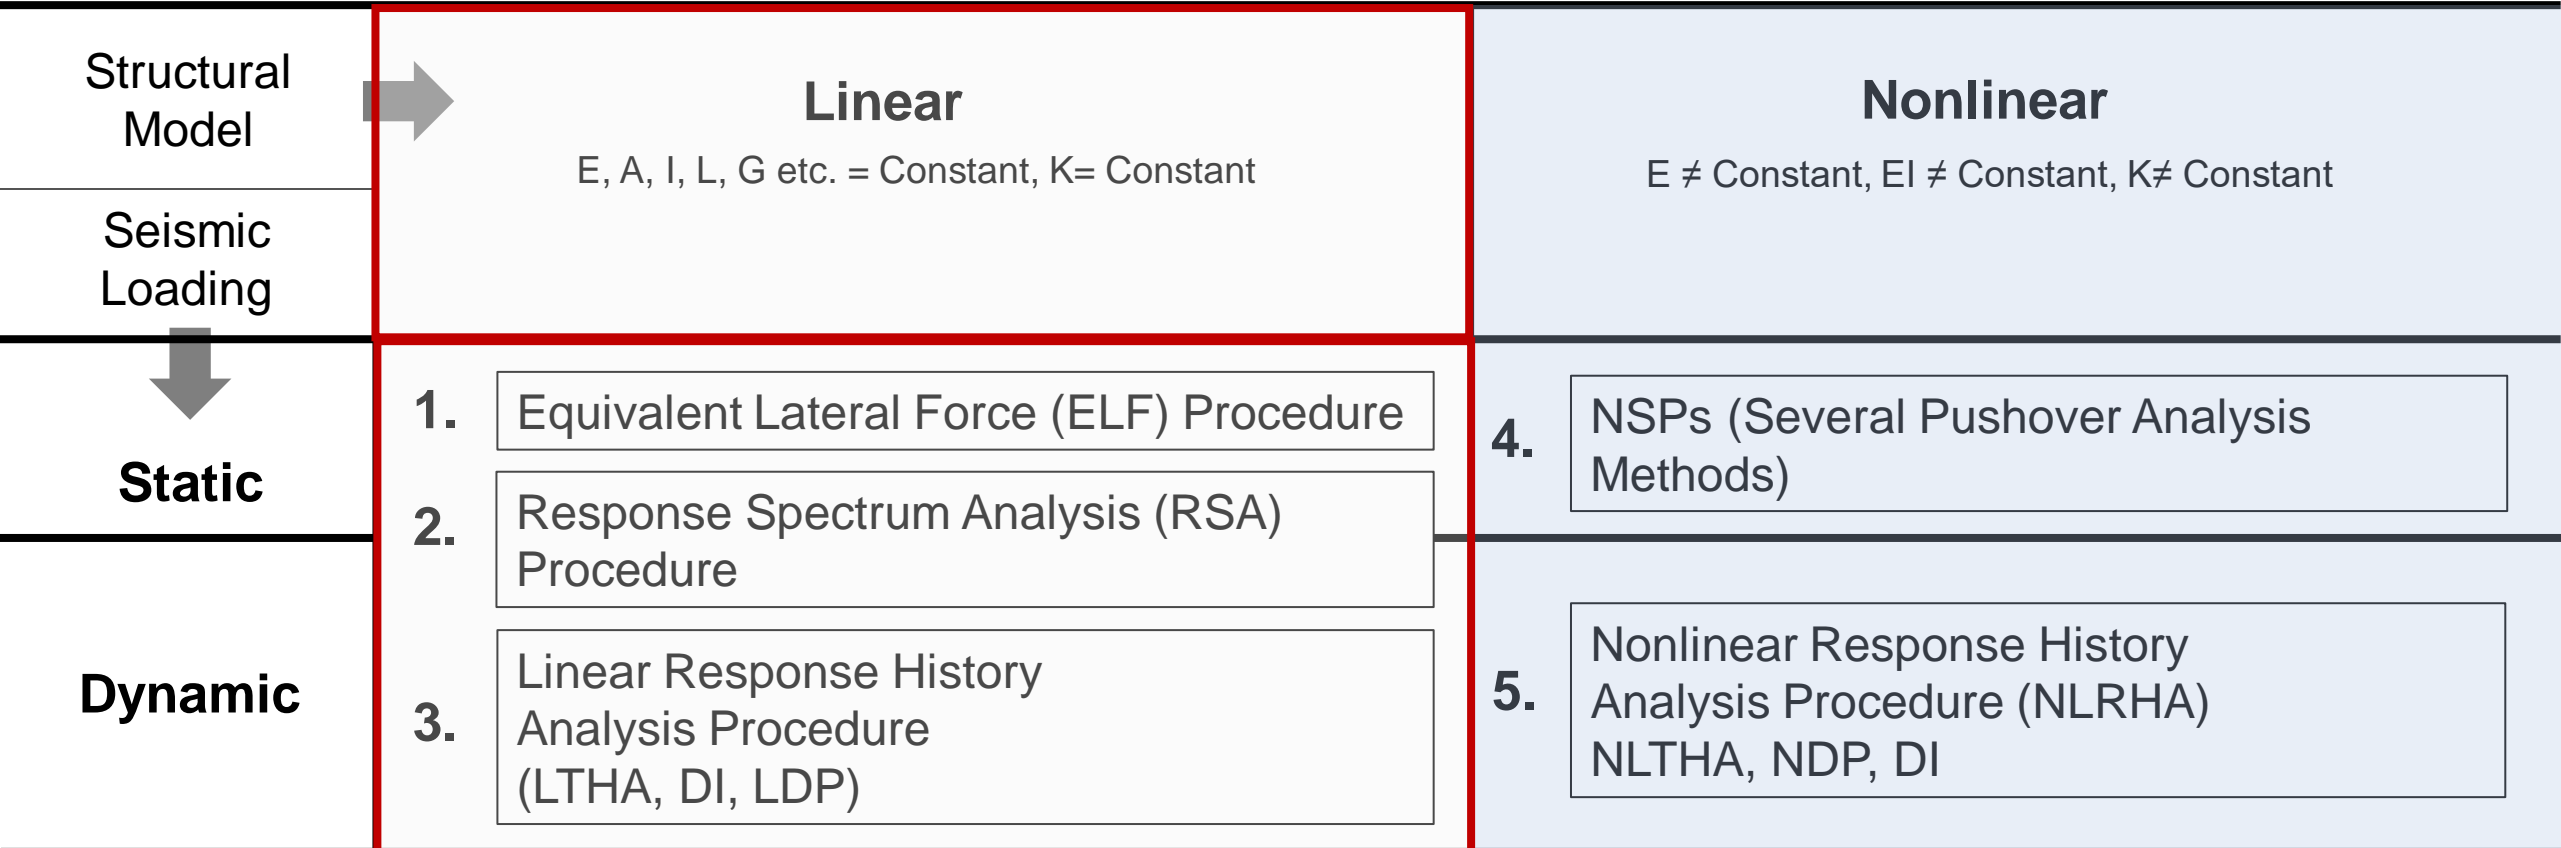 Structural
Model
Linear
E, A, I, L, G etc. = Constant, K= Constant
Nonlinear
E ≠ Constant, EI ≠ Constant, K≠ Constant
Seismic
Loading
Static
1.
Equivalent Lateral Force (ELF) Procedure
2.
Response Spectrum Analysis (RSA)
Procedure
4.
NSPs (Several Pushover Analysis
Methods)
Dynamic
3.
Linear Response History
Analysis Procedure
(LTHA, DI, LDP)
5.
Nonlinear Response History
Analysis Procedure (NLRHA)
NLTHA, NDP, DI